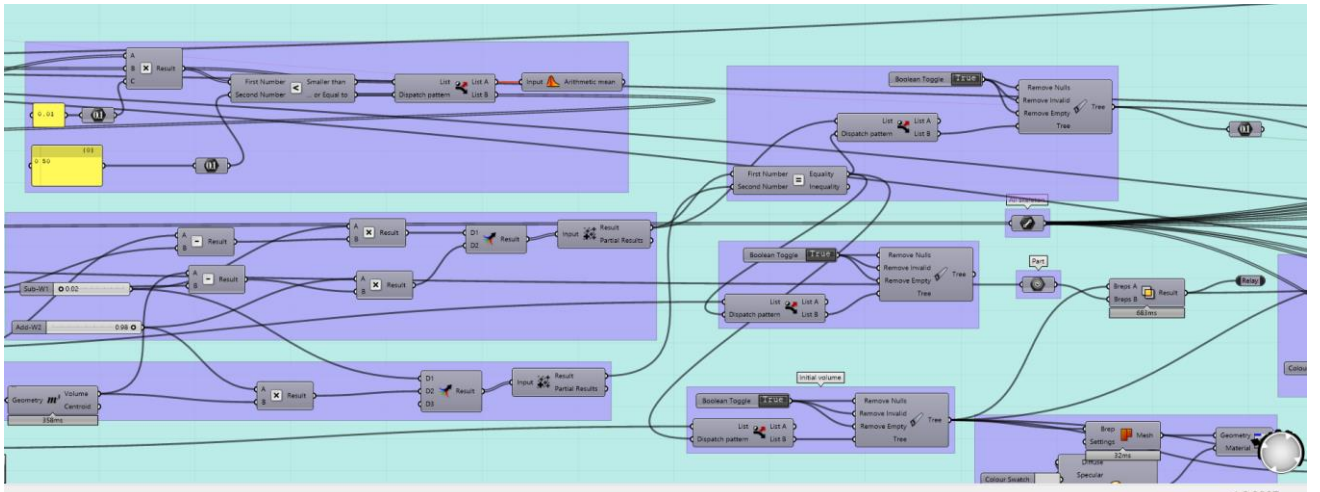 A
B
C
Result
First Number
Second Number
Smaller than
... or Equal to
List
Dispatch pattern
List A
List B
Input
Arithmetic mean
0.01
0 50
Boolean Toggle
True
Remove Nulls
Remove Invalid
Remove Empty
Tree
Tree
List
Dispatch pattern
List A
List B
First Number
Second Number
Equality
Inequality
A
B
Result
A
B
Result
D1
D2
Result
Input
Result
Partial Results
A
B
Result
A
B
Result
Sub-W1
0.02
Add-W2
0.98
Boolean Toggle
True
Remove Nulls
Remove Invalid
Remove Empty
Tree
Tree
List
Dispatch pattern
List A
List B
Part
Breps A
Breps B
Result
683ms
Relay
Geometry
m³
Volume
Centroid
358ms
A
B
Result
D1
D2
D3
Result
Input
Result
Partial Results
Initial volume
Boolean Toggle
True
Remove Nulls
Remove Invalid
Remove Empty
Tree
Tree
List
Dispatch pattern
List A
List B
Brep
Settings
Mesh
32ms
Geometry
Material
Diffuse
Specular
Colour Swatch